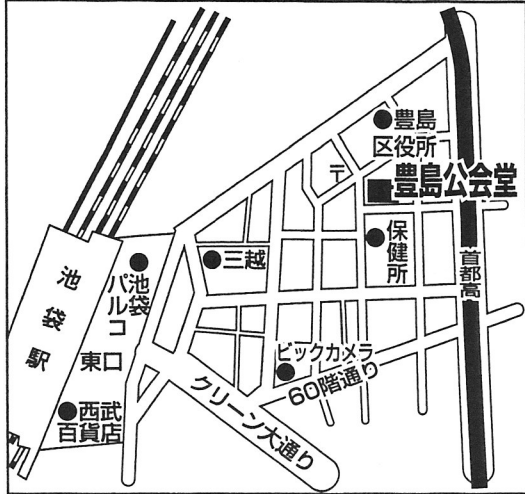 豊島
区役所
〒
豊島公会堂
保健所
首都高
三越
池袋
パルコ
池袋駅
東口
ビックカメラ
60階通り
西武
百貨店
グリーン大通り